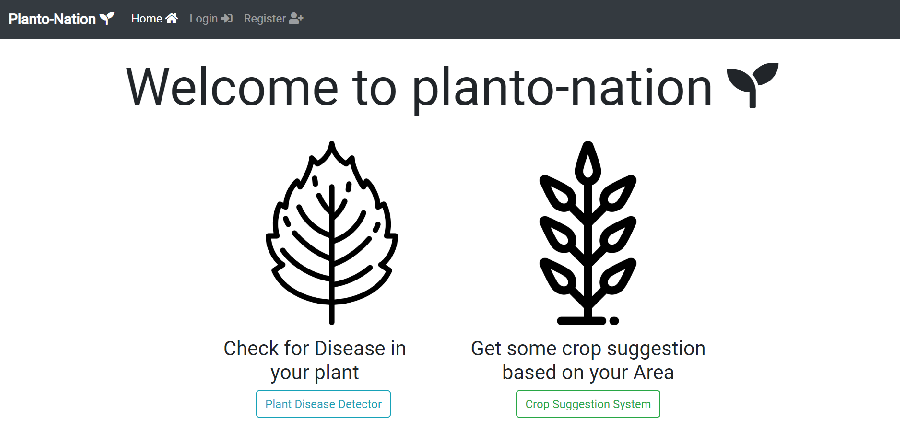 Planto-Nation Home Login Register
Welcome to planto-nation
Check for Disease in
your plant
Plant Disease Detector
Get some crop suggestion
based on your Area
Crop Suggestion System